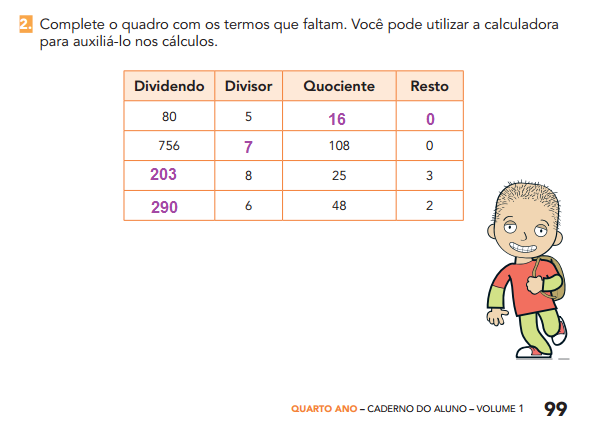 2. Complete o quadro com os termos que faltam. Você pode utilizar a calculadora
para auxiliá-lo nos cálculos.
Dividendo Divisor Quociente Resto
80 5 16 0
756 7 108 0
203 8 25 3
290 6 48 2
QUARTO ANO – CADERNO DO ALUNO – VOLUME 1 99